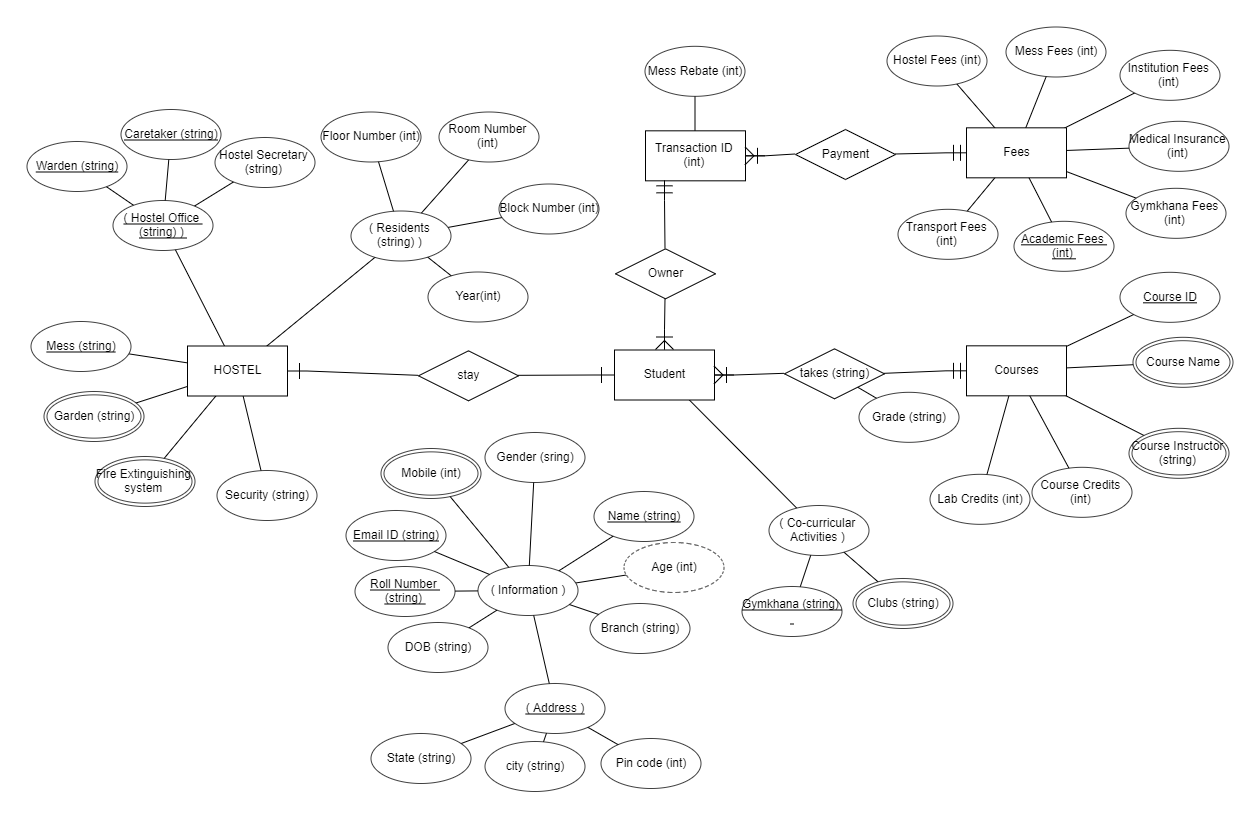 Mess Rebate (int)
Hostel Fees (int)
Mess Fees (int)
Institution Fees
(int)
Caretaker (string)
Warden (string)
Hostel Secretary
(string)
Floor Number (int)
Room Number
(int)
Transaction ID
(int)
Payment
Fees
Medical Insurance
(int)
( Hostel Office
(string) )
( Residents
(string) )
Block Number (int)
Transport Fees
(int)
Academic Fees
(int)
Gymkhana Fees
(int)
Year(int)
Owner
Course ID
Mess (string)
HOSTEL
stay
Student
takes (string)
Courses
Course Name
Garden (string)
Grade (string)
Fire Extinguishing
system
Security (string)
Mobile (int)
Gender (sring)
Course Instructor
(string)
Lab Credits (int)
Course Credits
(int)
Email ID (string)
Name (string)
( Co-curricular
Activities )
Age (int)
Roll Number
(string)
( Information )
Gymkhana (string)
-
Clubs (string)
Branch (string)
DOB (string)
( Address )
State (string)
city (string)
Pin code (int)